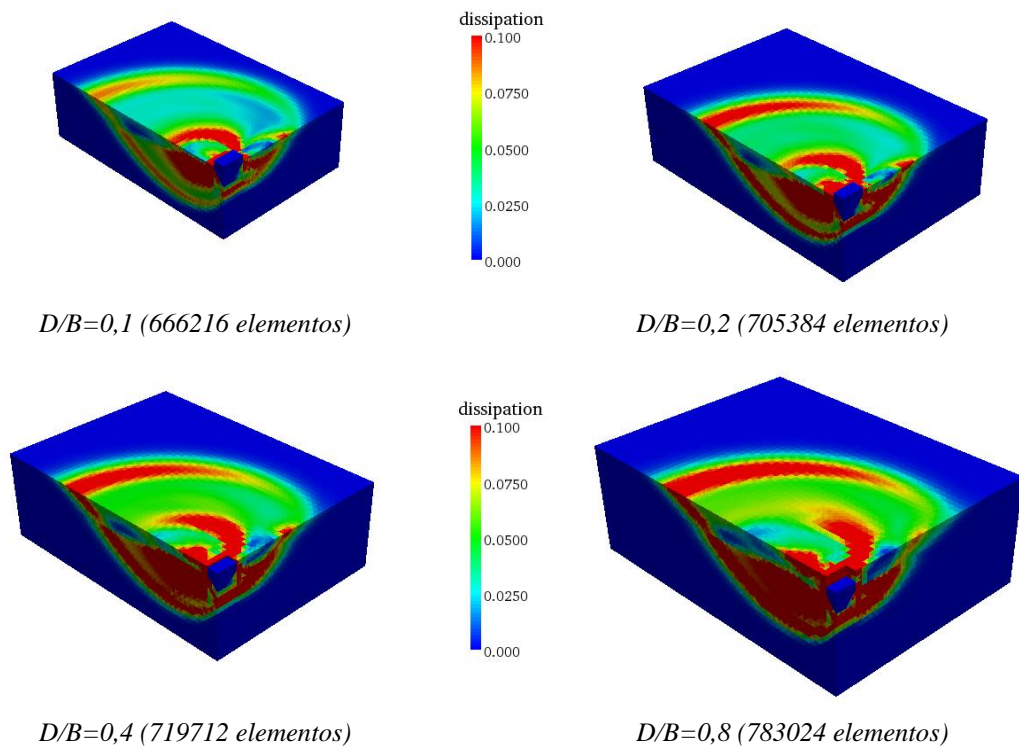 dissipation
0.100
0.0750
0.0500
0.0250
0.000
D/B=0,1 (666216 elementos)
D/B=0,2 (705384 elementos)
dissipation
0.100
0.0750
0.0500
0.0250
0.000
D/B=0,4 (719712 elementos)
D/B=0,8 (783024 elementos)